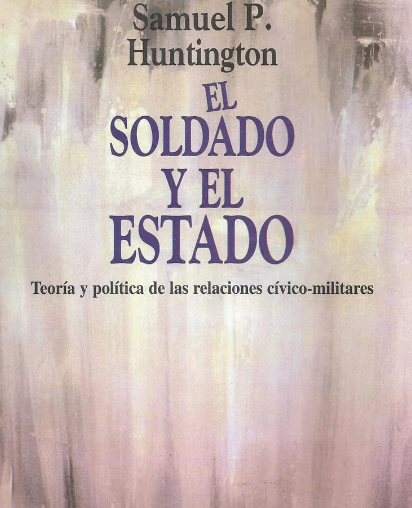 Samuel P.
Huntington
EL
SOLDADO
Y EL
ESTADO
Teoría y política de las relaciones cívico-militares